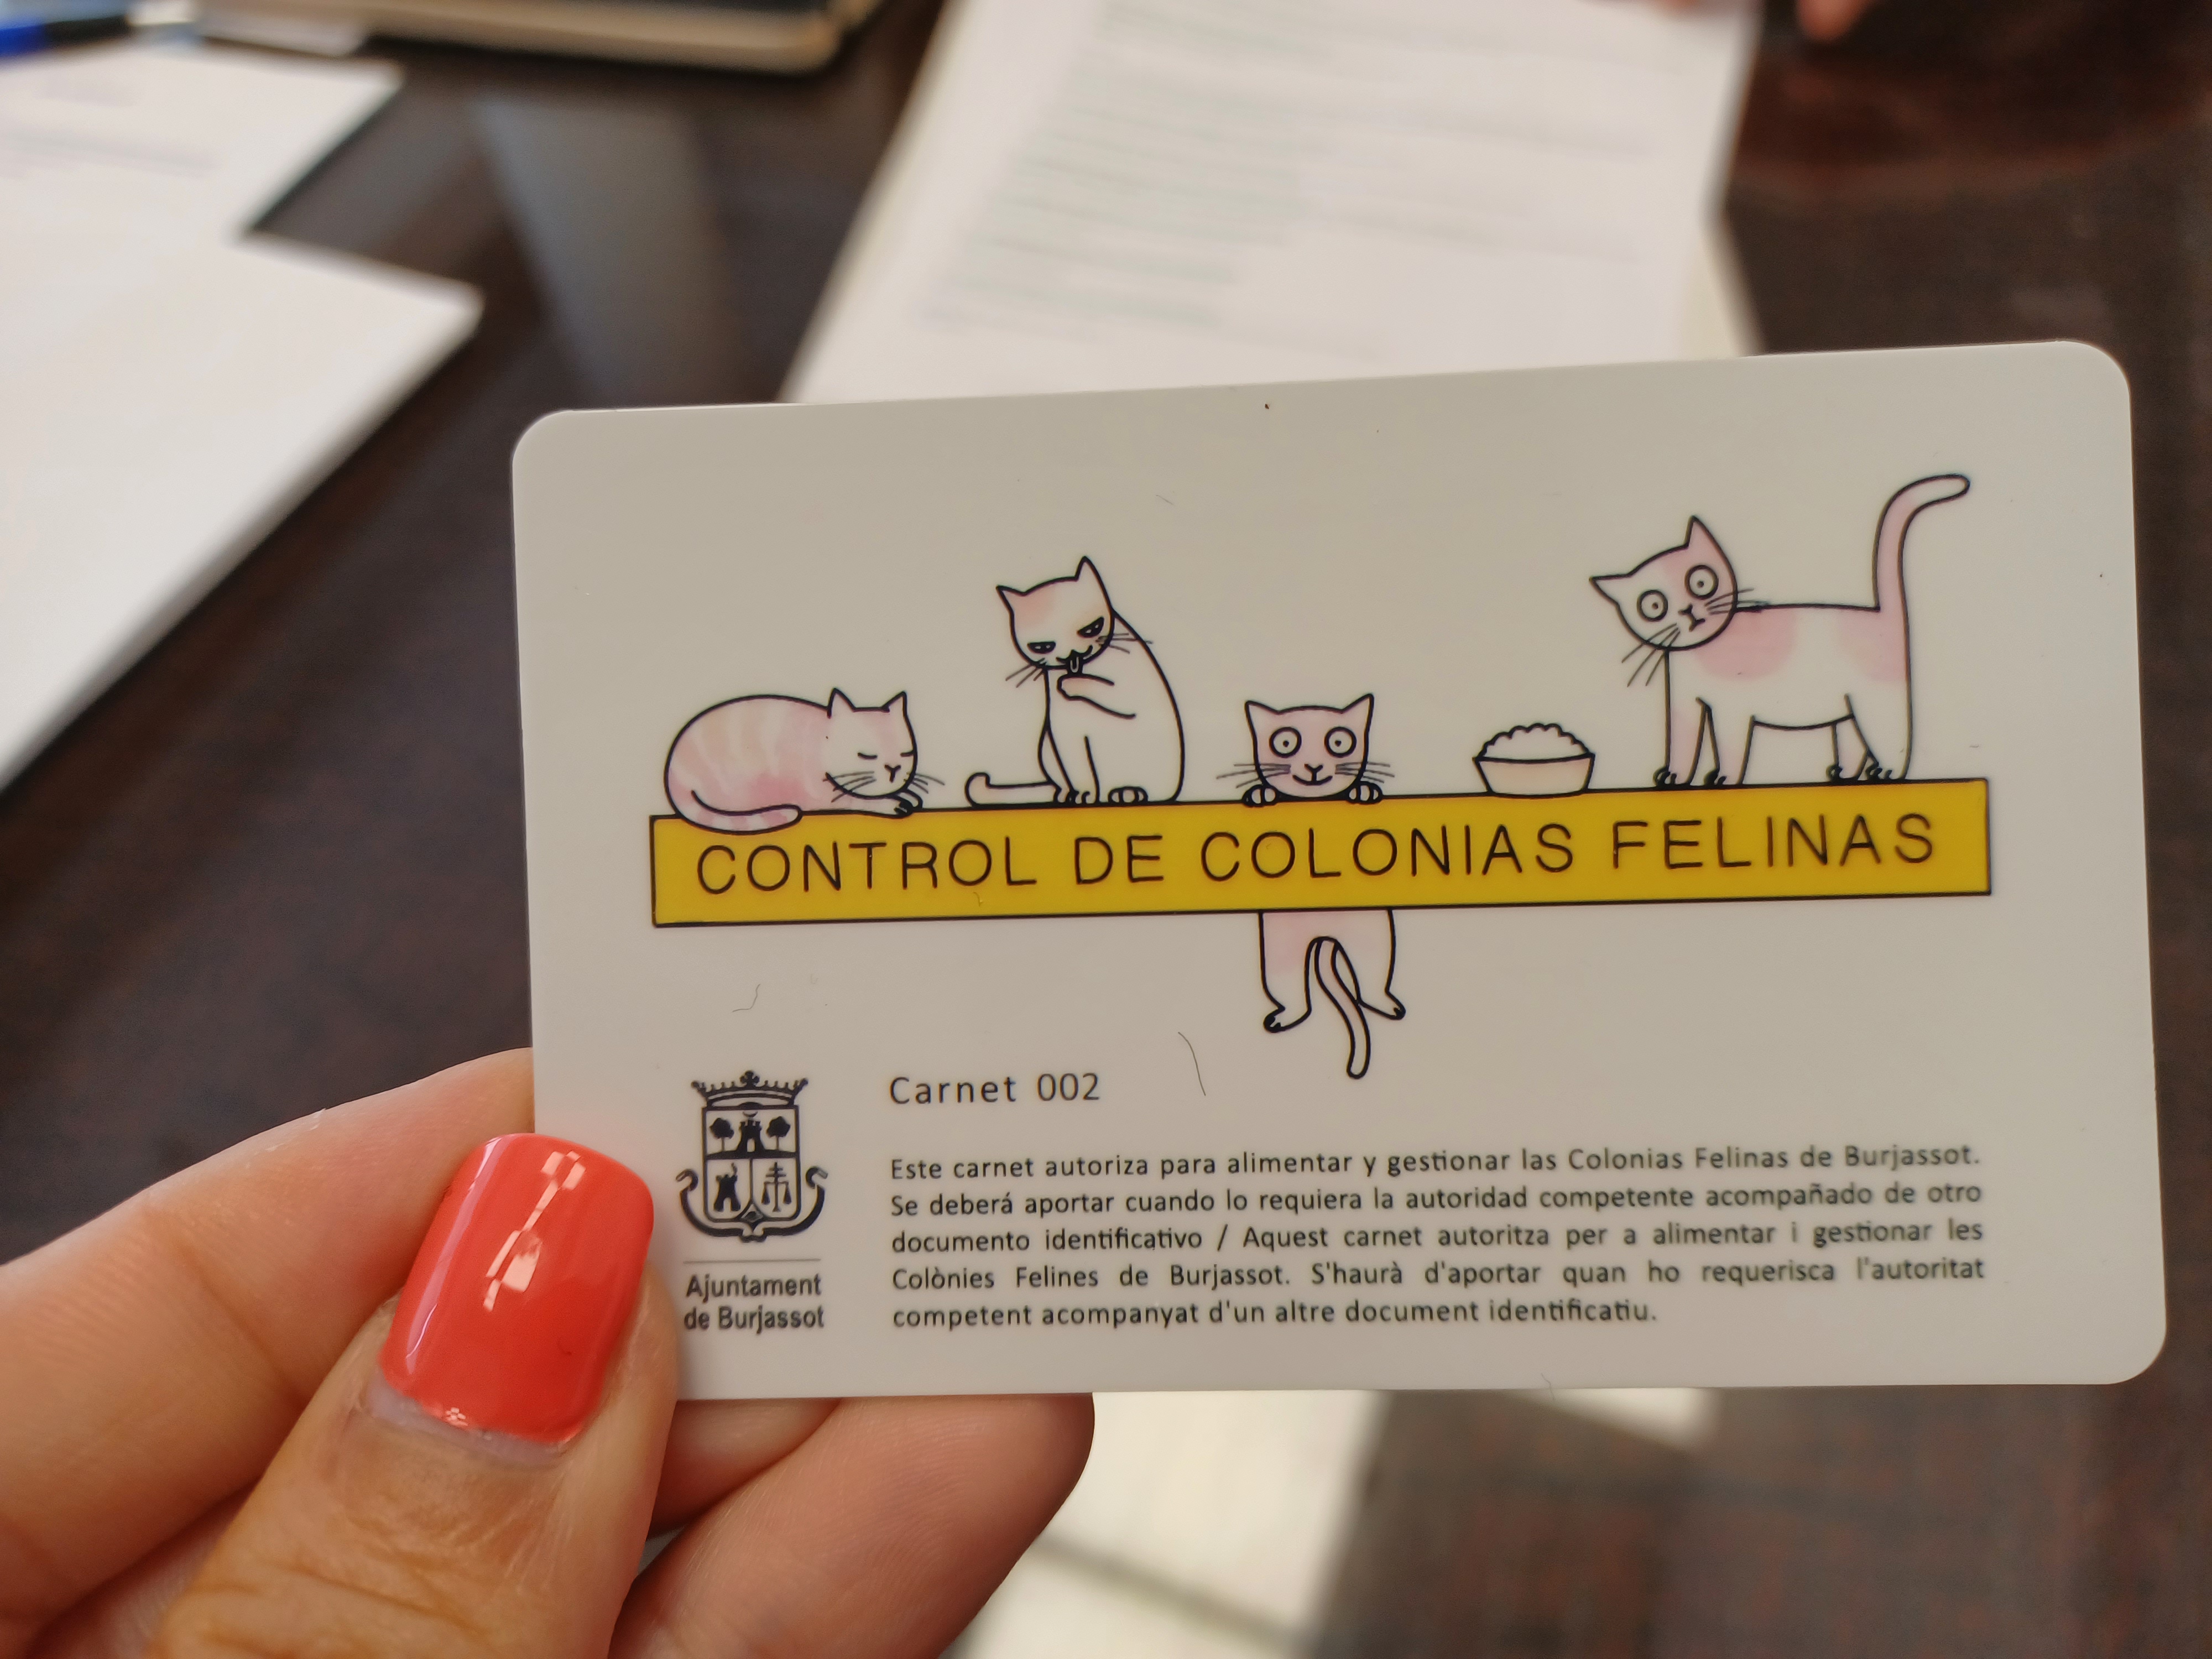 CONTROL DE COLONIAS FELINAS
Carnet 002
Este carnet autoriza para alimentar y gestionar las Colonias Felinas de Burjassot.
Se deberá aportar cuando lo requiera la autoridad competente acompañado de otro
documento identificativo / Aquest carnet autoritza per a alimentar i gestionar les
Colònies Felines de Burjassot. S'haurà d'aportar quan ho requerisca l'autoritat
competent acompanyat d'un altre document identificatiu.
Ajuntament
de Burjassot